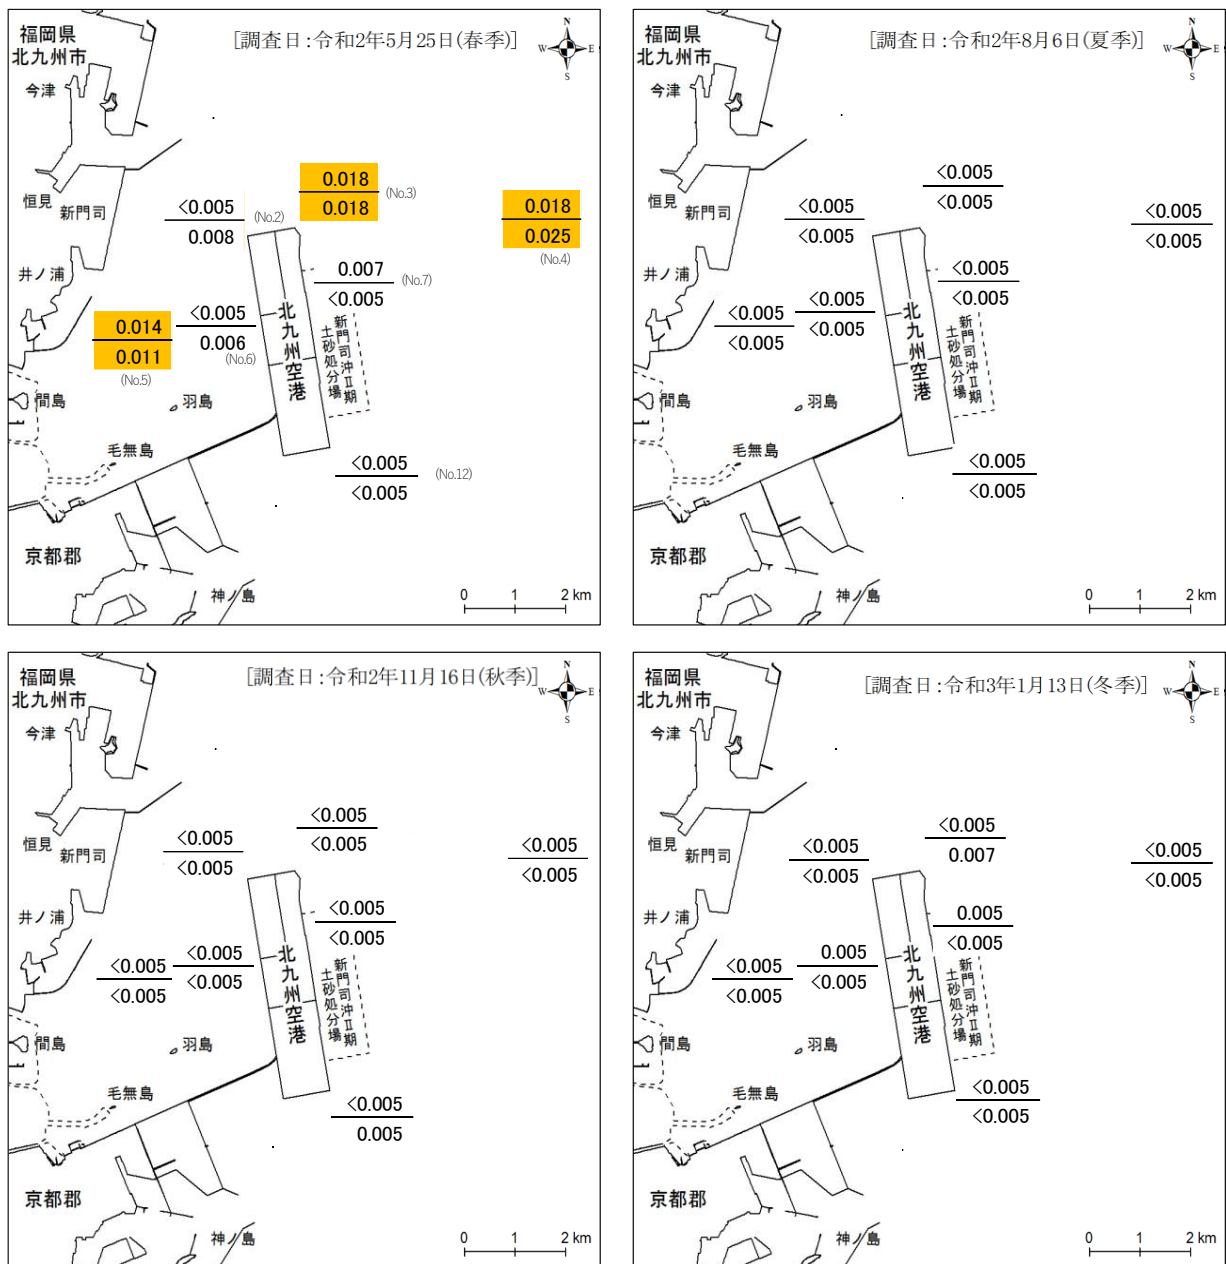 福岡県
北九州市
[調査日:令和2年5月25日(春季)]
N
W E
S
今津
恒見
新門司
<0.005
0.008
(No.2)
0.018
0.018
(No.3)
0.018
0.025
(No.4)
井ノ浦
0.007
<0.005
(No.7)
<0.005
0.006
(No.6)
0.014
0.011
(No.5)
北九州空港
新門司沖Ⅱ期
土砂処分場
間島
羽島
毛無島
<0.005
<0.005
(No.12)
京都郡
神ノ島
0 1 2 km
福岡県
北九州市
[調査日:令和2年8月6日(夏季)]
N
W E
S
今津
恒見
新門司
<0.005
<0.005
<0.005
<0.005
<0.005
<0.005
井ノ浦
<0.005
<0.005
<0.005
<0.005
<0.005
<0.005
北九州空港
新門司沖Ⅱ期
土砂処分場
間島
羽島
毛無島
<0.005
<0.005
京都郡
神ノ島
0 1 2 km
福岡県
北九州市
[調査日:令和2年11月16日(秋季)]
N
W E
S
今津
恒見
新門司
<0.005
<0.005
<0.005
<0.005
<0.005
<0.005
井ノ浦
<0.005
<0.005
<0.005
<0.005
<0.005
<0.005
北九州空港
新門司沖Ⅱ期
土砂処分場
間島
羽島
毛無島
<0.005
0.005
京都郡
神ノ島
0 1 2 km
福岡県
北九州市
[調査日:令和3年1月13日(冬季)]
N
W E
S
今津
恒見
新門司
<0.005
<0.005
<0.005
0.007
<0.005
<0.005
井ノ浦
0.005
<0.005
0.005
<0.005
<0.005
<0.005
北九州空港
新門司沖Ⅱ期
土砂処分場
間島
羽島
毛無島
<0.005
<0.005
京都郡
神ノ島
0 1 2 km